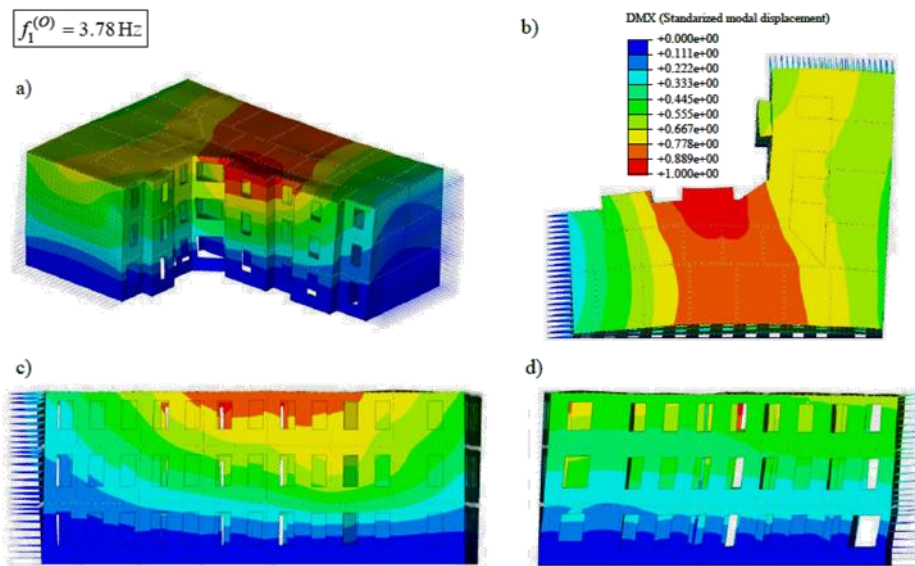 f₁⁽ᴼ⁾ = 3.78 Hz
a)
b)
DMX (Standarized modal displacement)
+0.000e+00
+0.111e+00
+0.222e+00
+0.333e+00
+0.445e+00
+0.555e+00
+0.667e+00
+0.778e+00
+0.889e+00
+1.000e+00
c)
d)